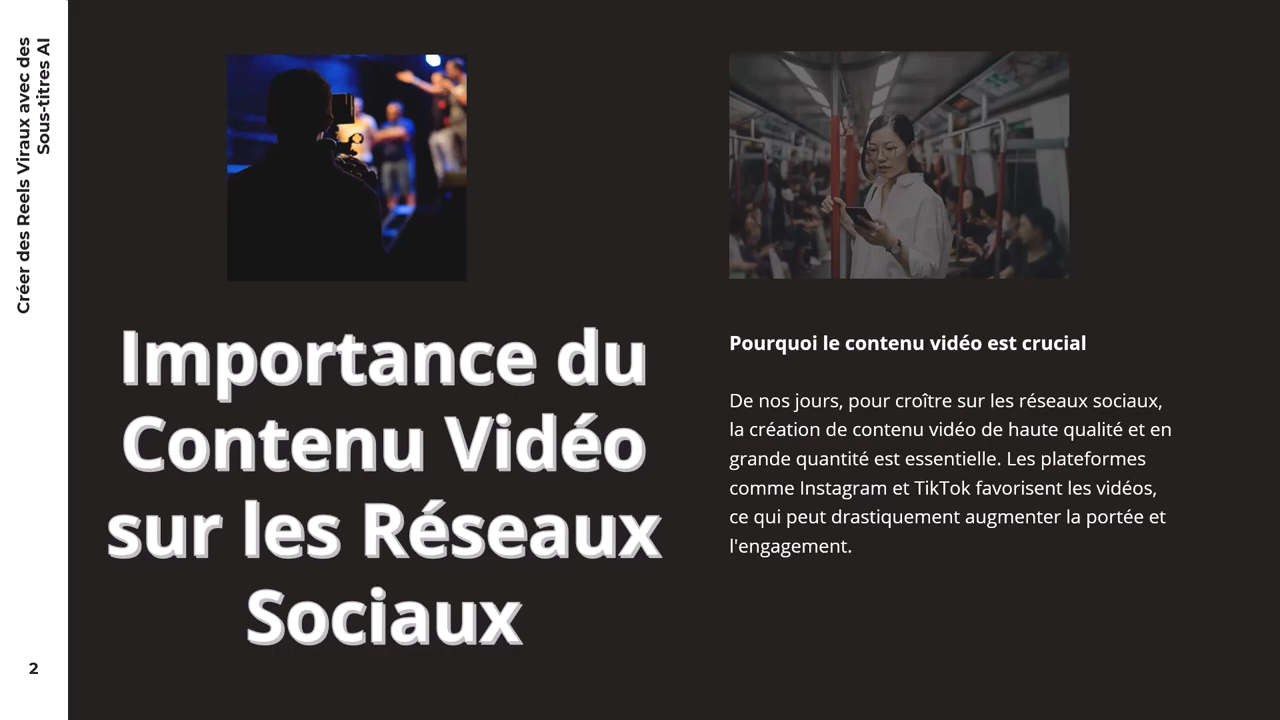 Créer des Reels Viraux avec des
Sous-titres AI
Importance du
Contenu Vidéo
sur les Réseaux
Sociaux
Pourquoi le contenu vidéo est crucial
De nos jours, pour croître sur les réseaux sociaux,
la création de contenu vidéo de haute qualité et en
grande quantité est essentielle. Les plateformes
comme Instagram et TikTok favorisent les vidéos,
ce qui peut drastiquement augmenter la portée et
l'engagement.
2